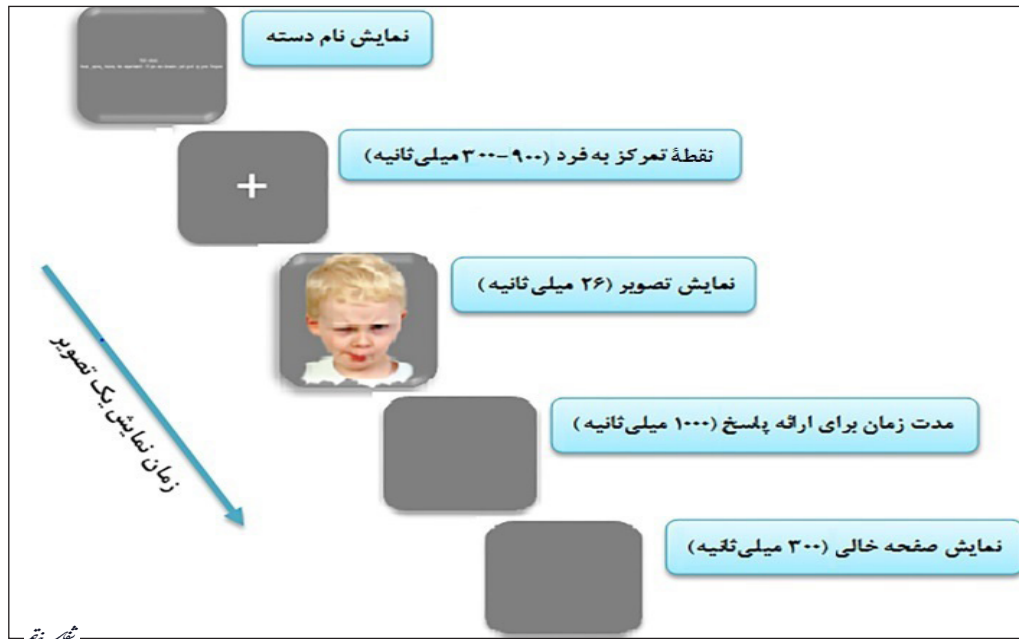 نمایش نام دسته
نقطهٔ تمرکز به فرد (۹۰۰-۳۰۰ میلی‌ثانیه)
+
نمایش تصویر (۲۶ میلی‌ثانیه)
زمان نمایش یک تصویر
مدت زمان برای ارائه پاسخ (۱۰۰۰ میلی‌ثانیه)
نمایش صفحه خالی (۳۰۰ میلی‌ثانیه)